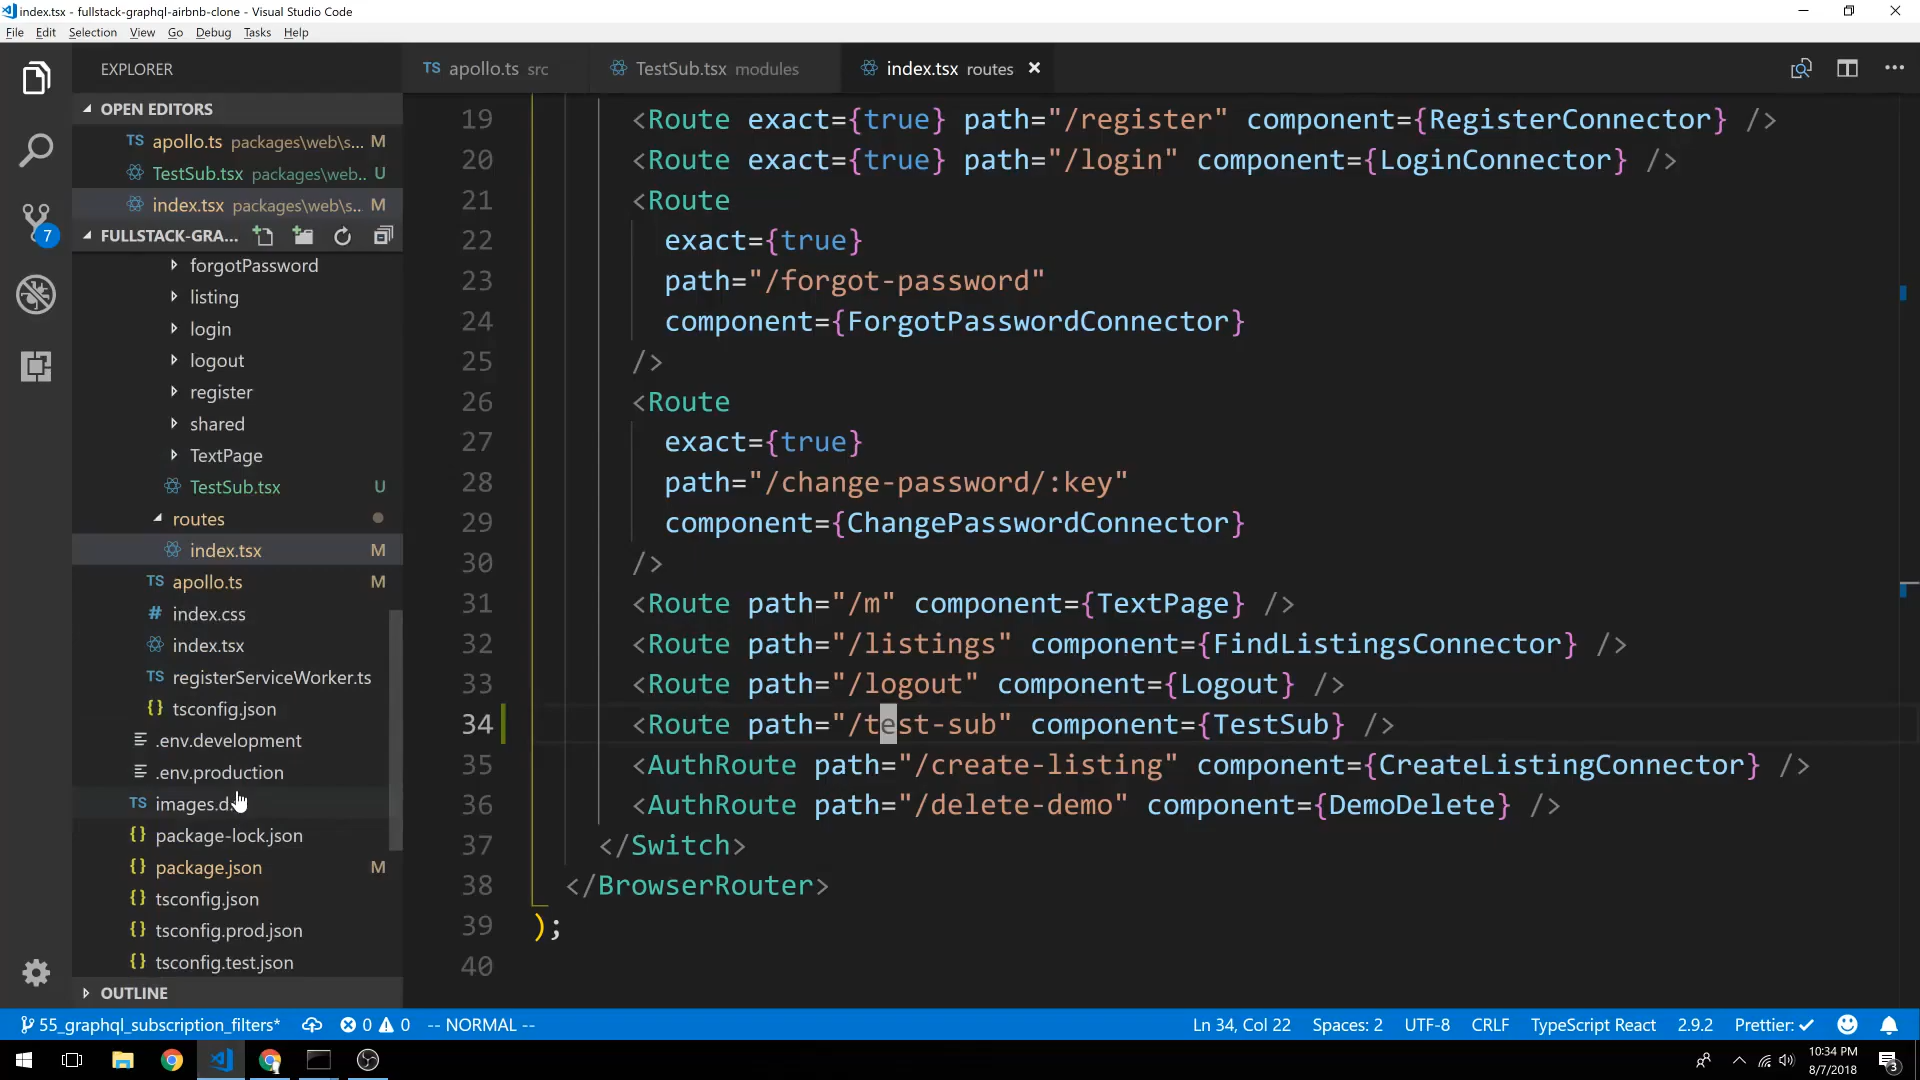 index.tsx - fullstack-graphql-airbnb-clone - Visual Studio Code
File Edit Selection View Go Debug Tasks Help
EXPLORER
TS apollo.ts src
TestSub.tsx modules
index.tsx routes
OPEN EDITORS
TS apollo.ts packages\web\s... M
TestSub.tsx packages\web.. U
index.tsx packages\web\s... M
FULLSTACK-GRA...
forgotPassword
listing
login
logout
register
shared
TextPage
TestSub.tsx U
routes
index.tsx M
TS apollo.ts M
# index.css
index.tsx
TS registerServiceWorker.ts
{} tsconfig.json
.env.development
.env.production
TS images.d
{} package-lock.json
{} package.json M
{} tsconfig.json
{} tsconfig.prod.json
{} tsconfig.test.json
OUTLINE
7
19 <Route exact={true} path="/register" component={RegisterConnector} />
20 <Route exact={true} path="/login" component={LoginConnector} />
21 <Route
22 exact={true}
23 path="/forgot-password"
24 component={ForgotPasswordConnector}
25 />
26 <Route
27 exact={true}
28 path="/change-password/:key"
29 component={ChangePasswordConnector}
30 />
31 <Route path="/m" component={TextPage} />
32 <Route path="/listings" component={FindListingsConnector} />
33 <Route path="/logout" component={Logout} />
34 <Route path="/test-sub" component={TestSub} />
35 <AuthRoute path="/create-listing" component={CreateListingConnector} />
36 <AuthRoute path="/delete-demo" component={DemoDelete} />
37 </Switch>
38 </BrowserRouter>
39 );
40
55_graphql_subscription_filters* 0 0 -- NORMAL -- Ln 34, Col 22 Spaces: 2 UTF-8 CRLF TypeScript React 2.9.2 Prettier: ✓
10:34 PM
8/7/2018
3